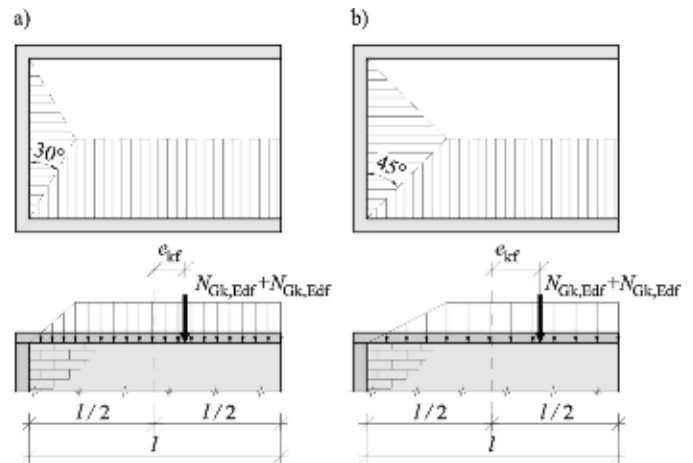 a)
b)
30°
45°
e_kf
e_kf
N_Gk,Edf+N_Gk,Edf
N_Gk,Edf+N_Gk,Edf
l / 2
l / 2
l / 2
l / 2
l
l